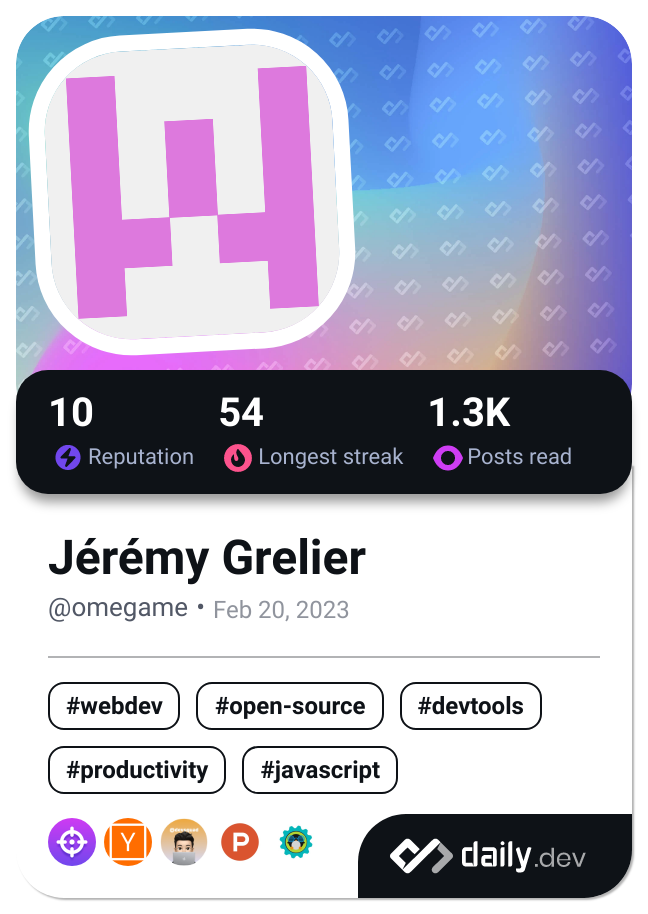 10 54 1.3K
Reputation Longest streak Posts read
Jérémy Grelier
@omegame • Feb 20, 2023
#webdev #open-source #devtools
#productivity #javascript
Y P
daily.dev